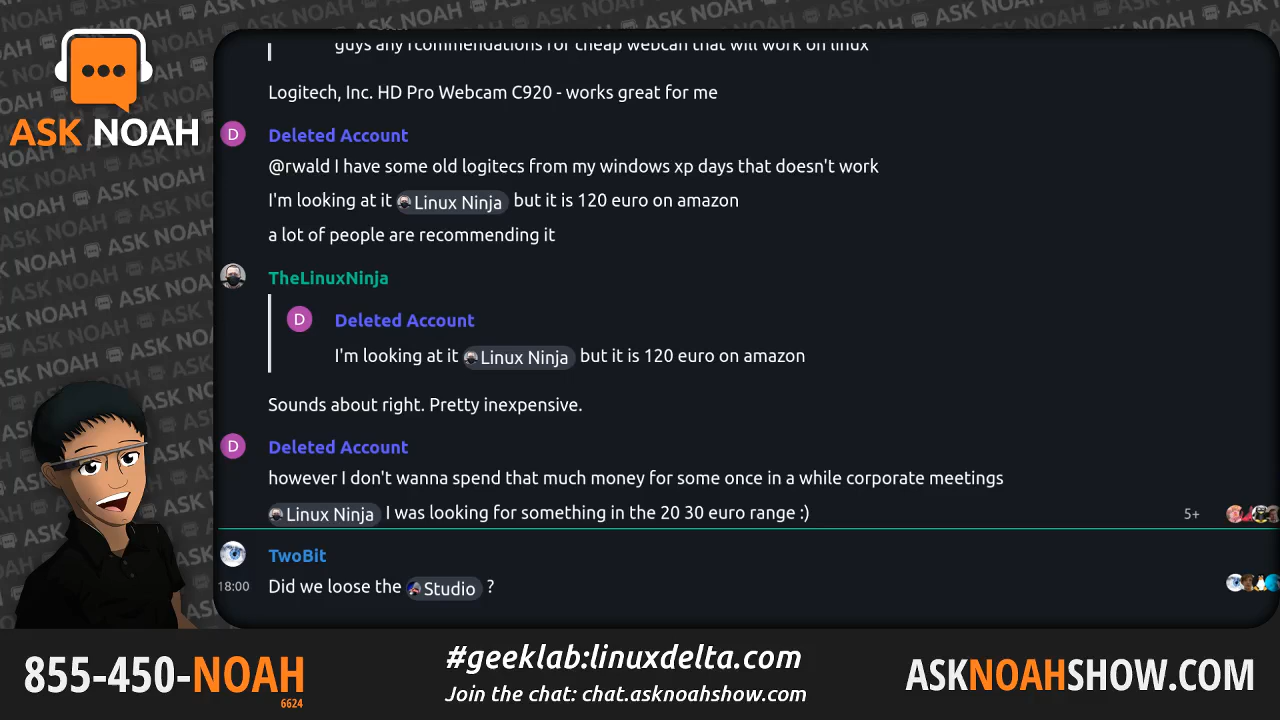 ASK NOAH
guys any rcommendations for cheap webcan that will work on linux
Logitech, Inc. HD Pro Webcam C920 - works great for me
D
Deleted Account
@rwald I have some old logitecs from my windows xp days that doesn't work
I'm looking at it Linux Ninja but it is 120 euro on amazon
a lot of people are recommending it
TheLinuxNinja
D
Deleted Account
I'm looking at it Linux Ninja but it is 120 euro on amazon
Sounds about right. Pretty inexpensive.
D
Deleted Account
however I don't wanna spend that much money for some once in a while corporate meetings
Linux Ninja I was looking for something in the 20 30 euro range :)
5+
TwoBit
18:00 Did we loose the Studio ?
855-450-NOAH
6624
#geeklab:linuxdelta.com
Join the chat: chat.asknoahshow.com
ASKNOAHSHOW.COM